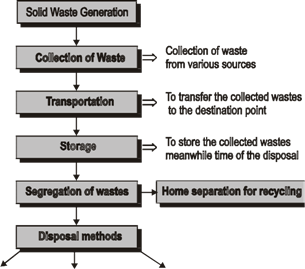 Solid Waste Generation
Collection of Waste
Collection of waste
from various sources
Transportation
To transfer the collected wastes
to the destination point
Storage
To store the collected wastes
meanwhile time of the disposal
Segregation of wastes
Home separation for recycling
Disposal methods